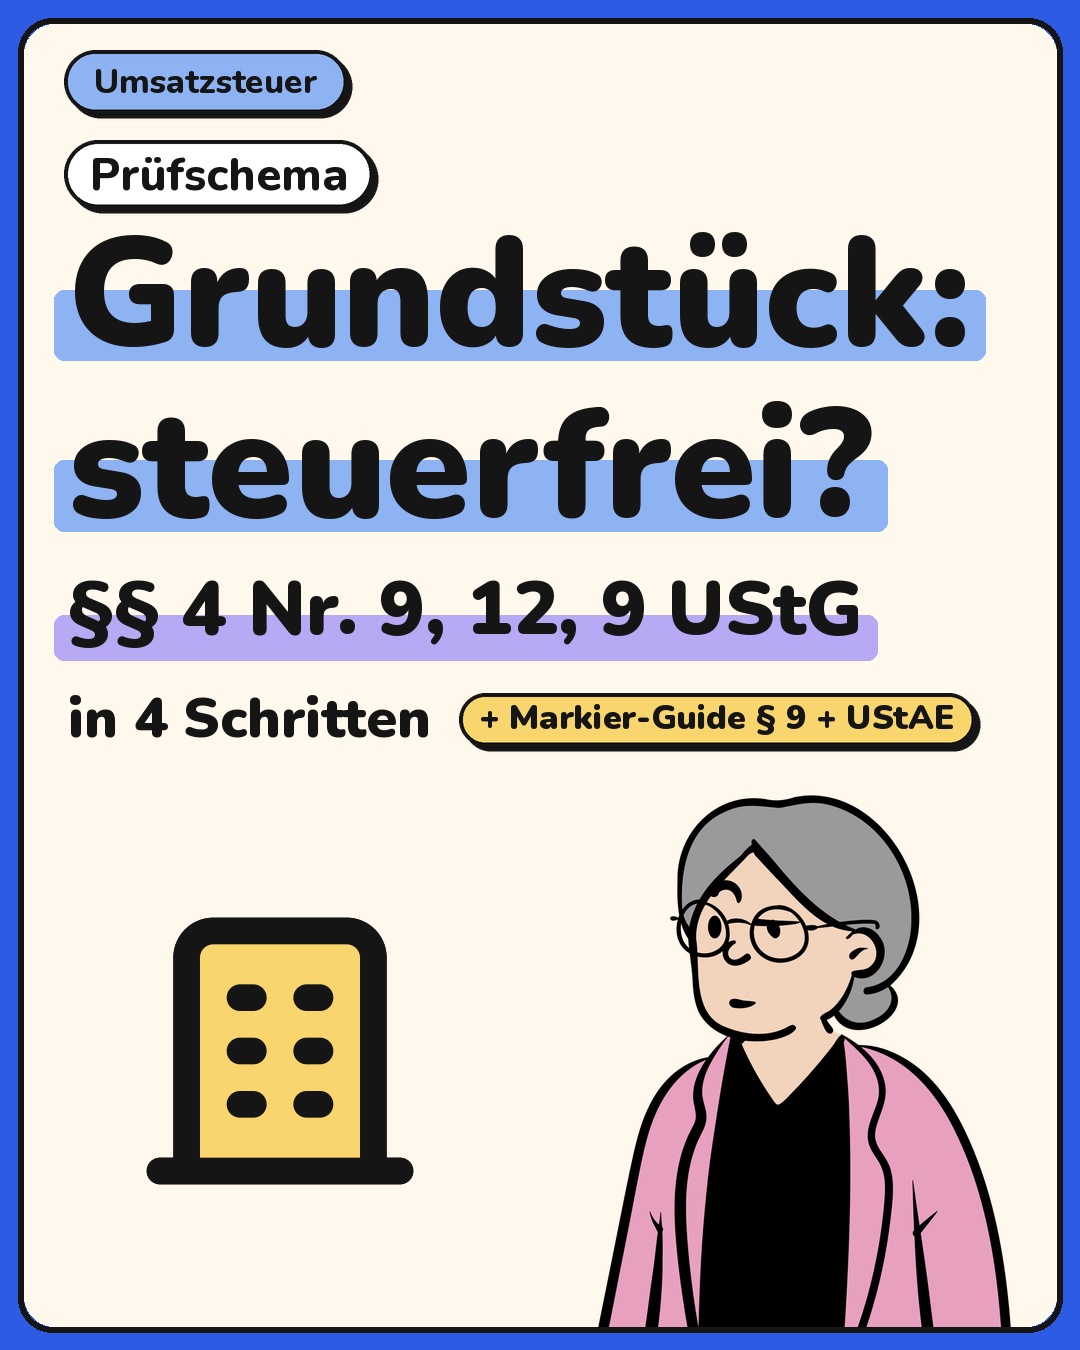 Umsatzsteuer
Prüfschema
Grundstück:
steuerfrei?
§§ 4 Nr. 9, 12, 9 UStG
in 4 Schritten
+ Markier-Guide § 9 + UStAE